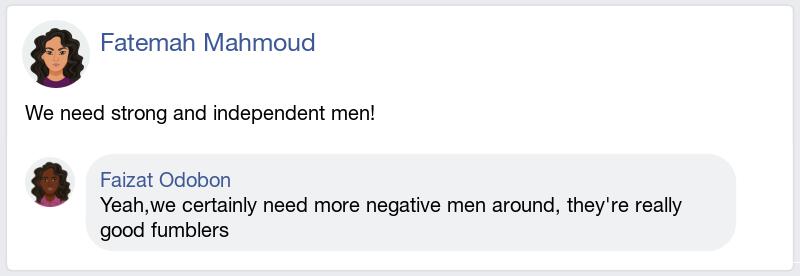 Fatemah Mahmoud
We need strong and independent men!
Faizat Odobon
Yeah,we certainly need more negative men around, they're really
good fumblers